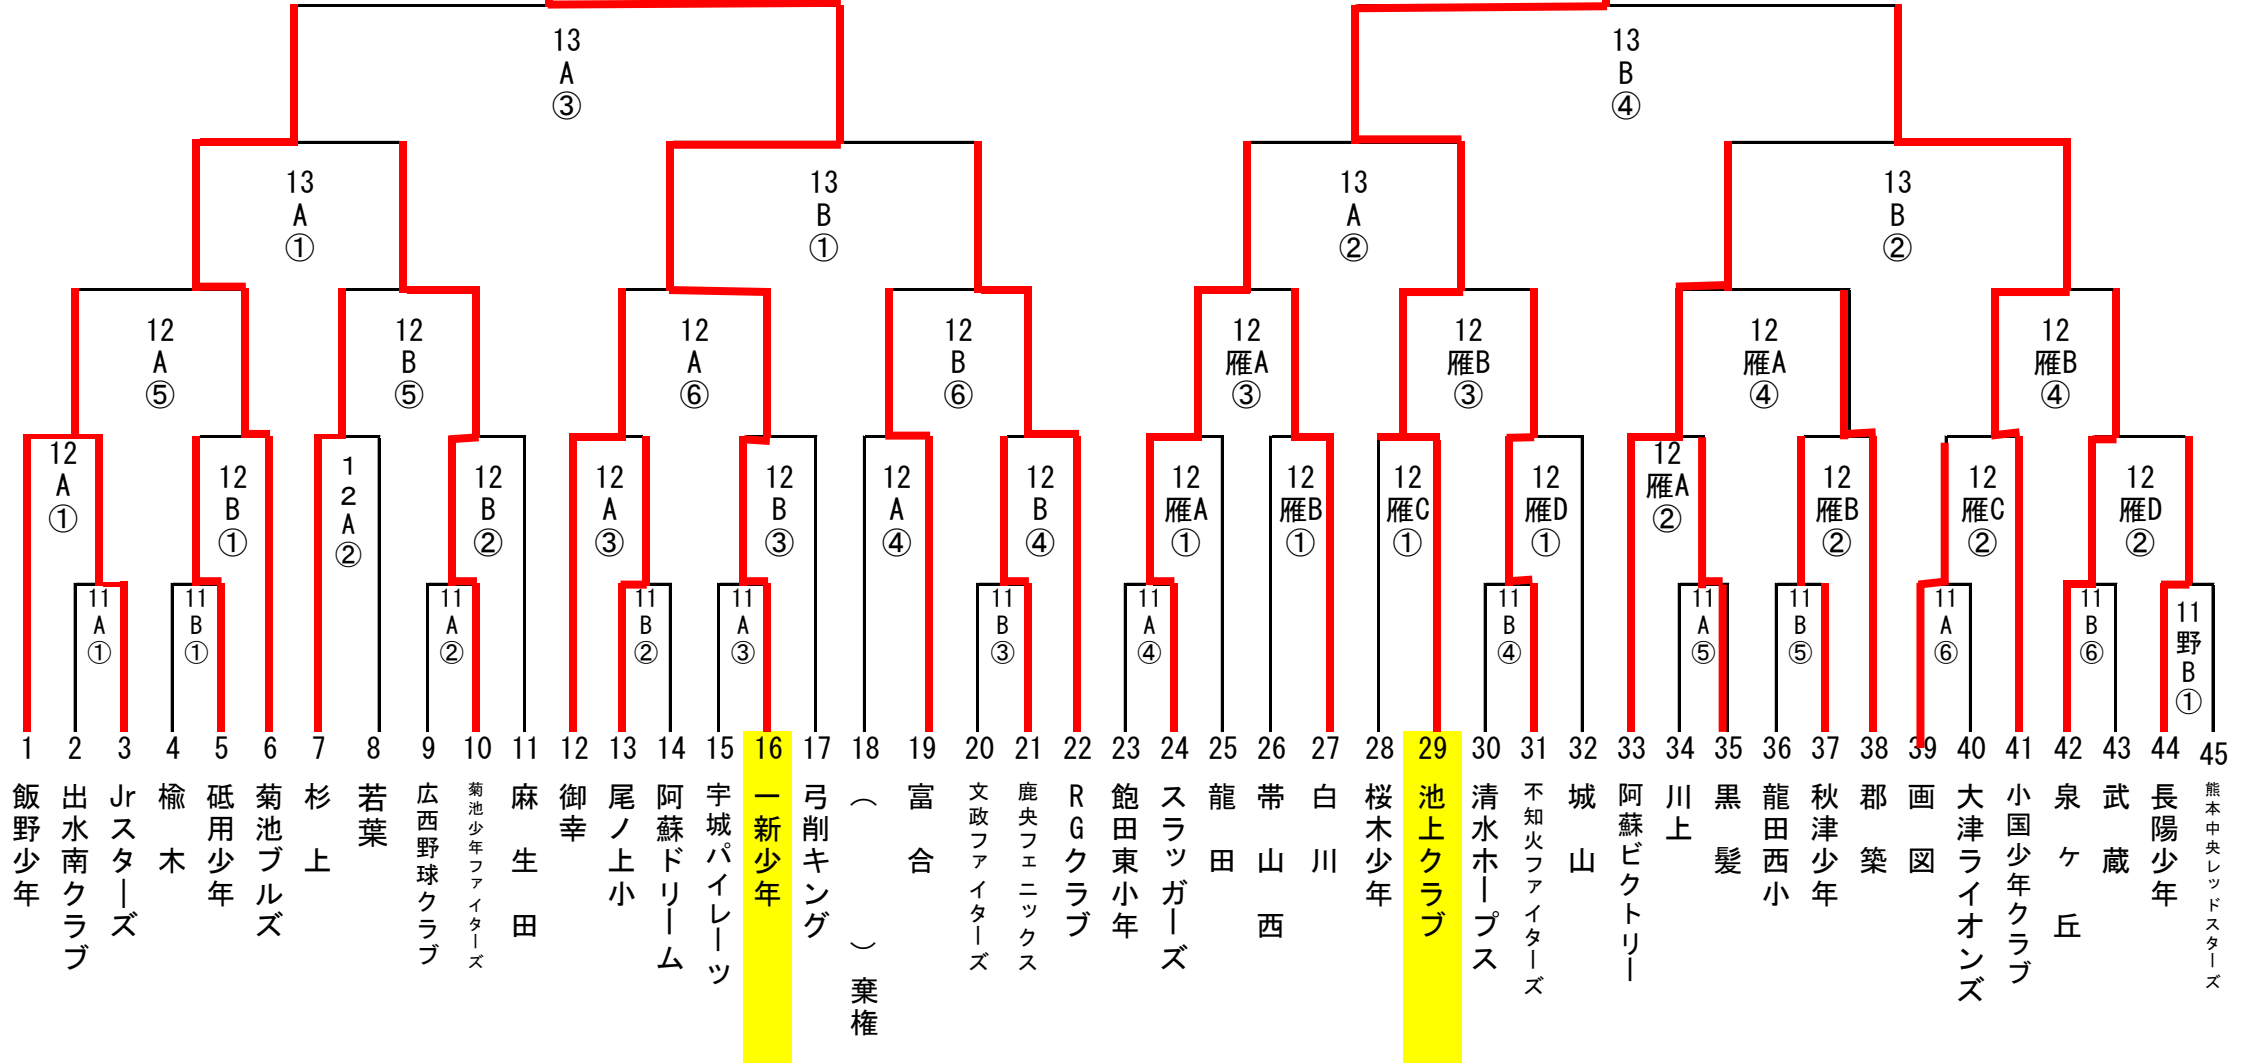 13
A
③
13
B
④
13
A
①
13
B
①
13
A
②
13
B
②
12
A
⑤
12
B
⑤
12
A
⑥
12
B
⑥
12
雁A
③
12
雁B
③
12
雁A
④
12
雁B
④
12
A
①
12
B
①
1
2
A
②
12
B
②
12
A
③
12
B
③
12
A
④
12
B
④
12
雁A
①
12
雁B
①
12
雁C
①
12
雁D
①
12
雁A
②
12
雁B
②
12
雁C
②
12
雁D
②
11
A
①
11
B
①
11
A
②
11
B
②
11
A
③
11
B
③
11
A
④
11
B
④
11
A
⑤
11
B
⑤
11
A
⑥
11
B
⑥
11
野
B
①
1 飯野少年
2 出水南クラブ
3 Jrスターズ
4 楡木
5 砥用少年
6 菊池ブルズ
7 杉上
8 若葉
9 広西野球クラブ
10 菊池少年ファイターズ
11 麻生田
12 御幸
13 尾ノ上小
14 阿蘇ドリーム
15 宇城パイレーツ
16 一新少年
17 弓削キング
18 （ ）棄権
19 富合
20 文政ファイターズ
21 鹿央フェニックス
22 RGクラブ
23 飽田東小年
24 スラッガーズ
25 龍田
26 帯山西
27 白川
28 桜木少年
29 池上クラブ
30 清水ホープス
31 不知火ファイターズ
32 城山
33 阿蘇ビクトリー
34 川上
35 黒髪
36 龍田西小
37 秋津少年
38 郡築
39 画図
40 大津ライオンズ
41 小国少年クラブ
42 泉ケ丘
43 武蔵
44 長陽少年
45 熊本中央レッドスターズ